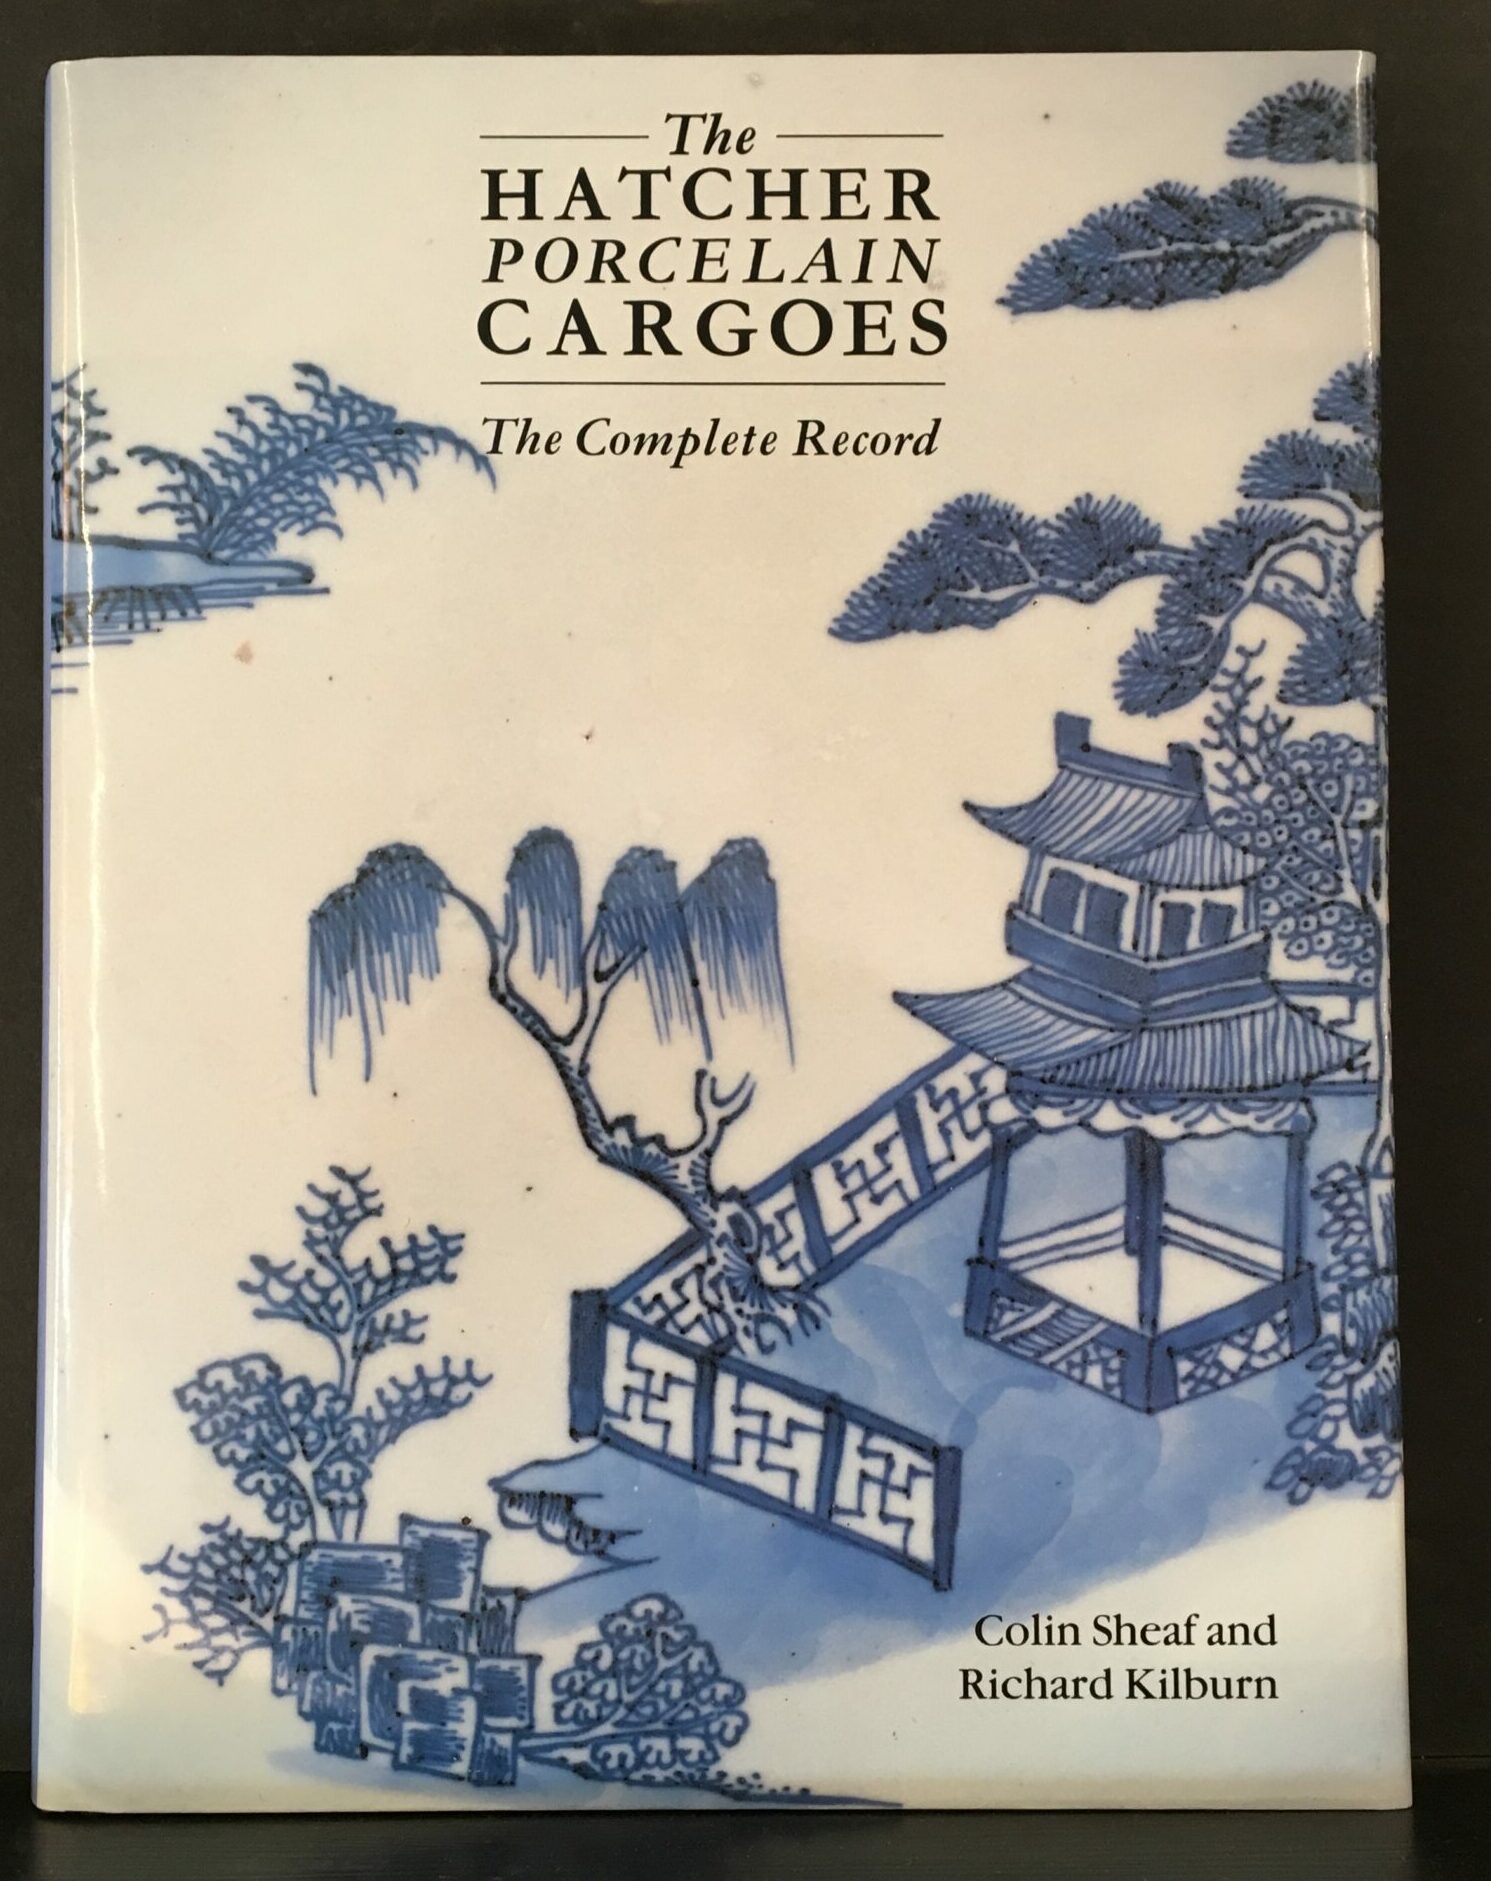 The
HATCHER
PORCELAIN
CARGOES
The Complete Record
Colin Sheaf and
Richard Kilburn